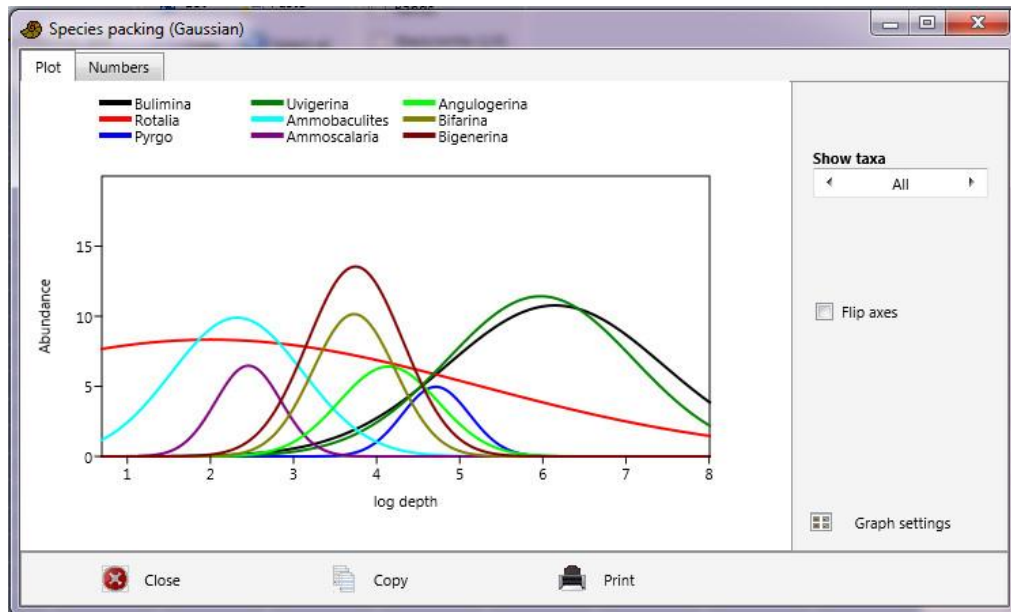 Species packing (Gaussian)
Plot Numbers
Bulimina Uvigerina Angulogerina
Rotalia Ammobaculites Bifarina
Pyrgo Ammoscalaria Bigenerina
Show taxa
All
15
10
5
0
Abundance
1 2 3 4 5 6 7 8
log depth
Flip axes
Graph settings
Close Copy Print